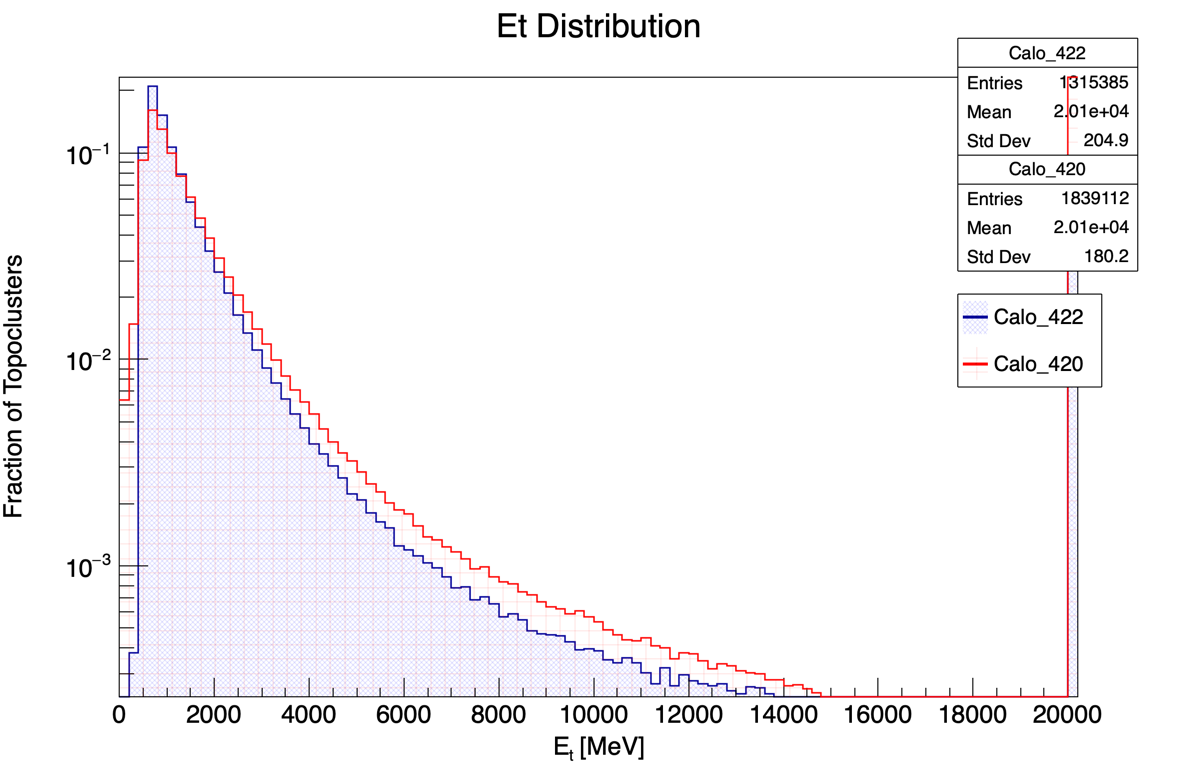 Et Distribution
Calo_422
Entries 1315385
Mean 2.01e+04
Std Dev 204.9
Calo_420
Entries 1839112
Mean 2.01e+04
Std Dev 180.2
Calo_422
Calo_420
Fraction of Topoclusters
10⁻¹
10⁻²
10⁻³
0 2000 4000 6000 8000 10000 12000 14000 16000 18000 20000
Eₜ [MeV]